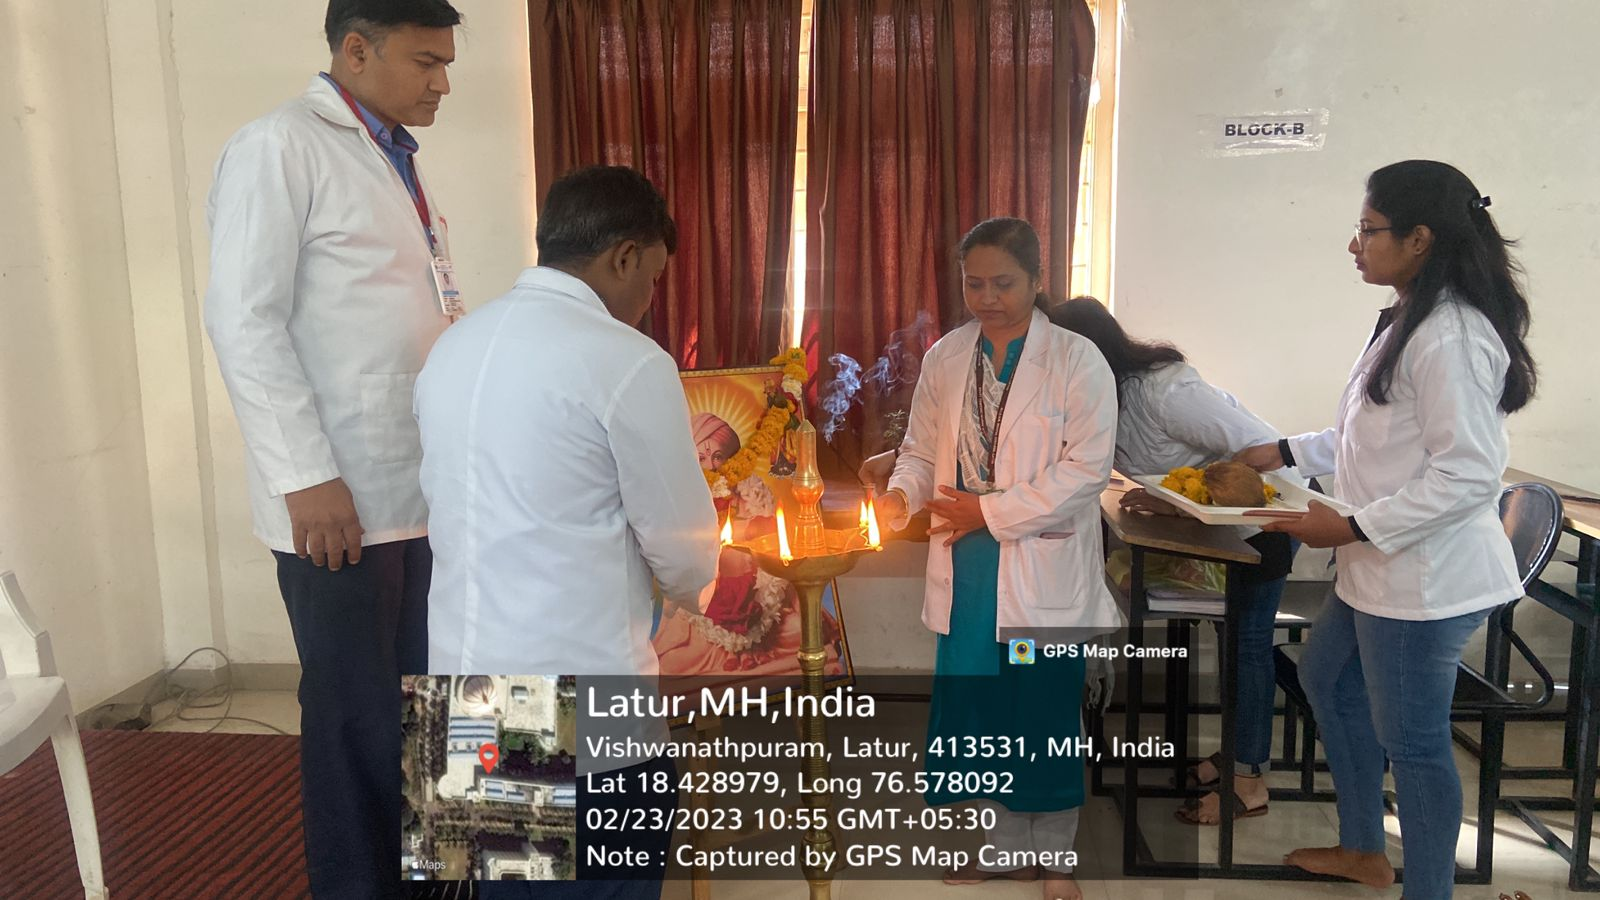 BLOCK-B
GPS Map Camera
Latur,MH,India
Vishwanathpuram, Latur, 413531, MH, India
Lat 18.428979, Long 76.578092
02/23/2023 10:55 GMT+05:30
Note : Captured by GPS Map Camera
Maps